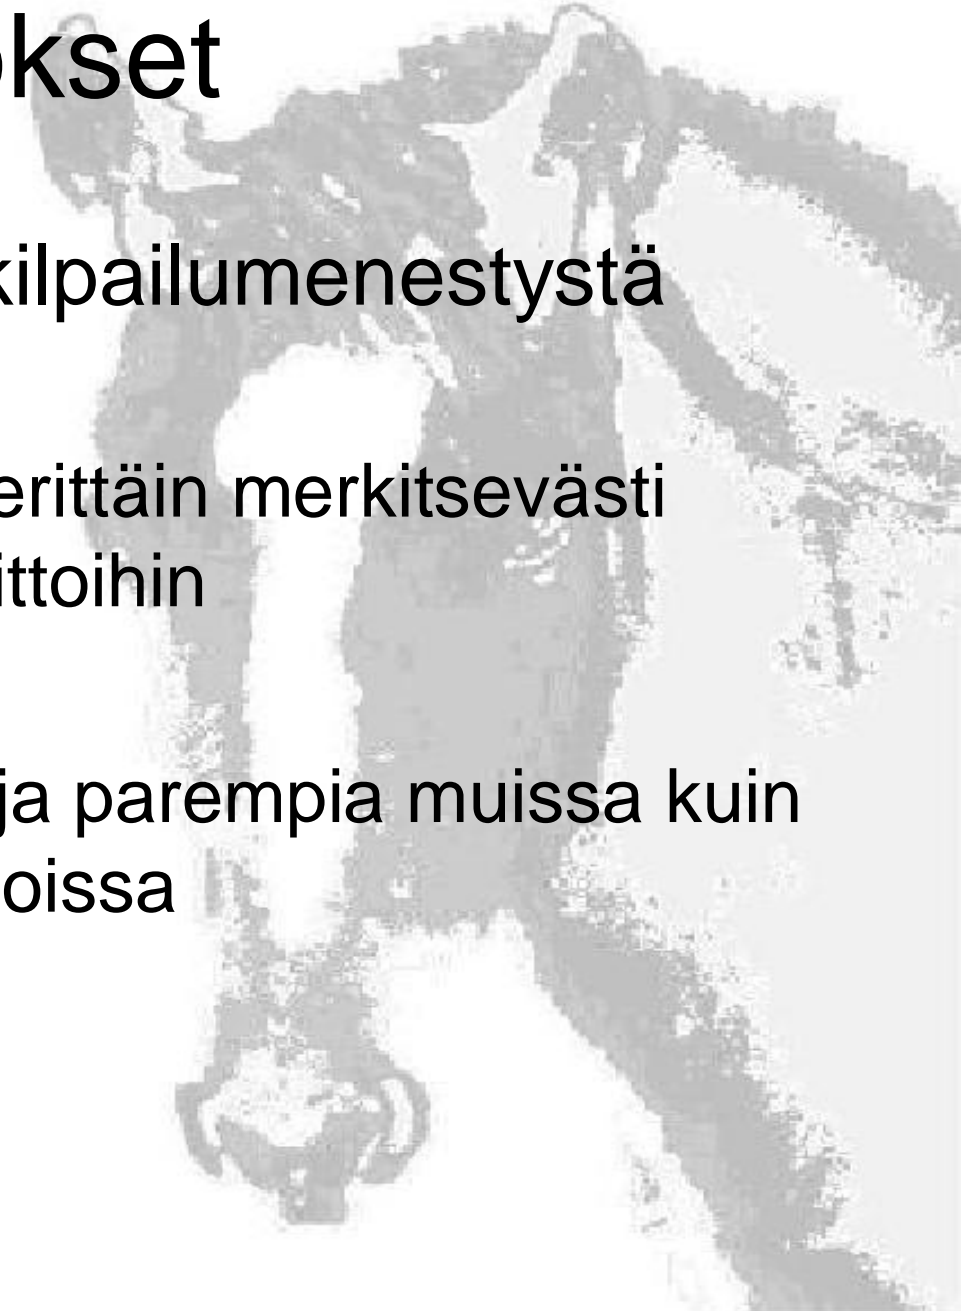 okset
kilpailumenestystä
erittäin merkitsevästi
ittoihin
ja parempia muissa kuin
oissa